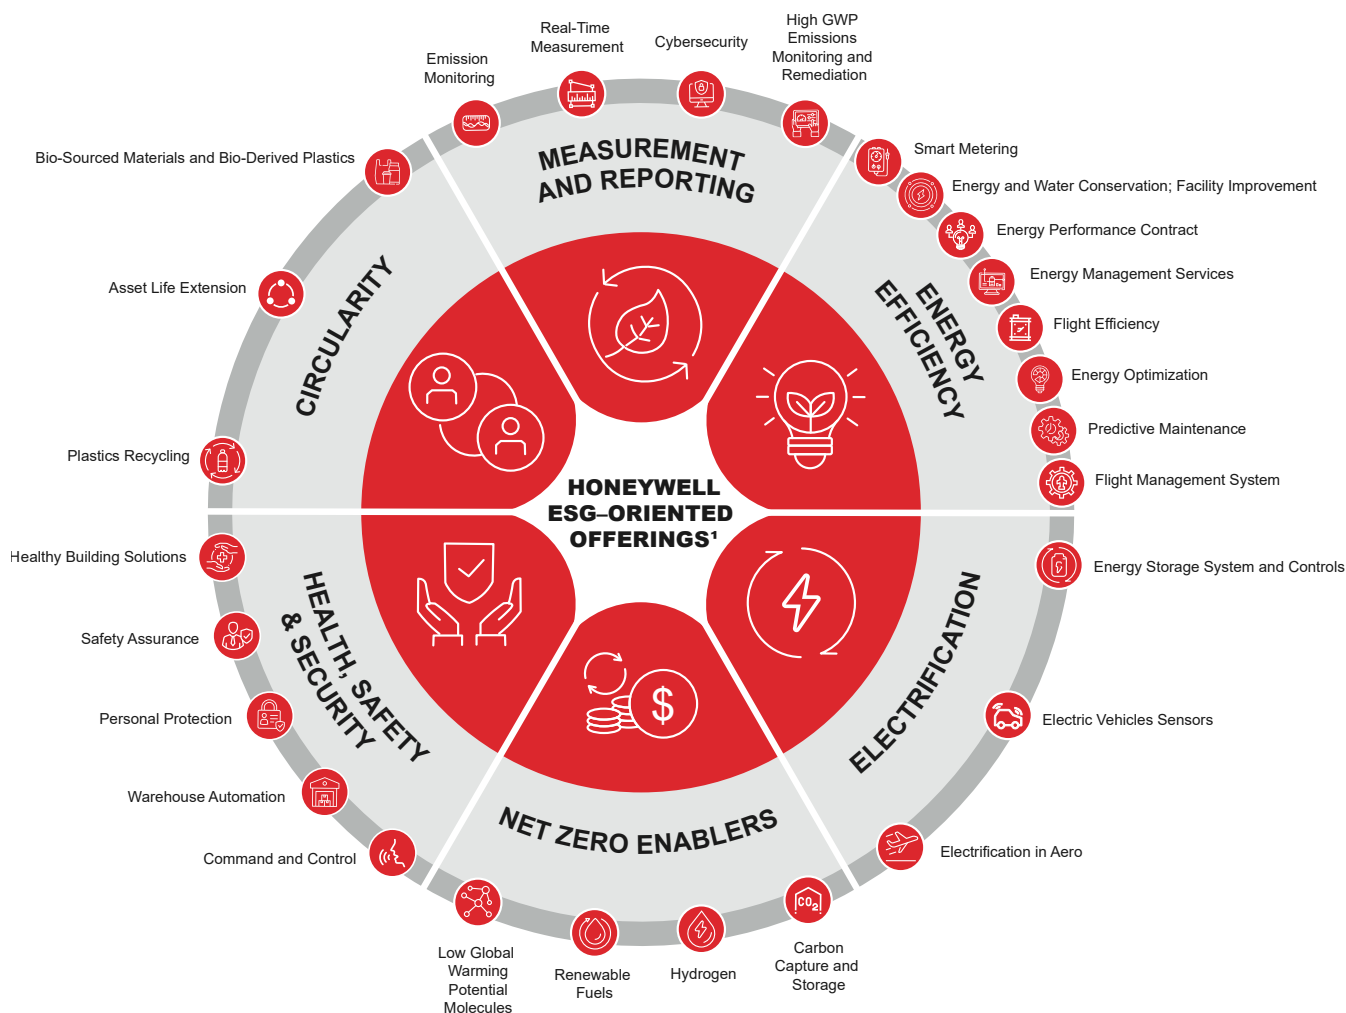 Real-Time
Measurement
Cybersecurity
High GWP
Emissions
Monitoring and
Remediation
Emission
Monitoring
MEASUREMENT
AND REPORTING
Smart Metering
Energy and Water Conservation; Facility Improvement
Energy Performance Contract
Energy Management Services
Flight Efficiency
Energy Optimization
Predictive Maintenance
Flight Management System
ENERGY
EFFICIENCY
Bio-Sourced Materials and Bio-Derived Plastics
Asset Life Extension
Plastics Recycling
CIRCULARITY
HONEYWELL
ESG–ORIENTED
OFFERINGS¹
Healthy Building Solutions
Safety Assurance
Personal Protection
Warehouse Automation
Command and Control
HEALTH, SAFETY
& SECURITY
Energy Storage System and Controls
Electric Vehicles Sensors
Electrification in Aero
ELECTRIFICATION
$
NET ZERO ENABLERS
CO2
Low Global
Warming
Potential
Molecules
Renewable
Fuels
Hydrogen
Carbon
Capture and
Storage